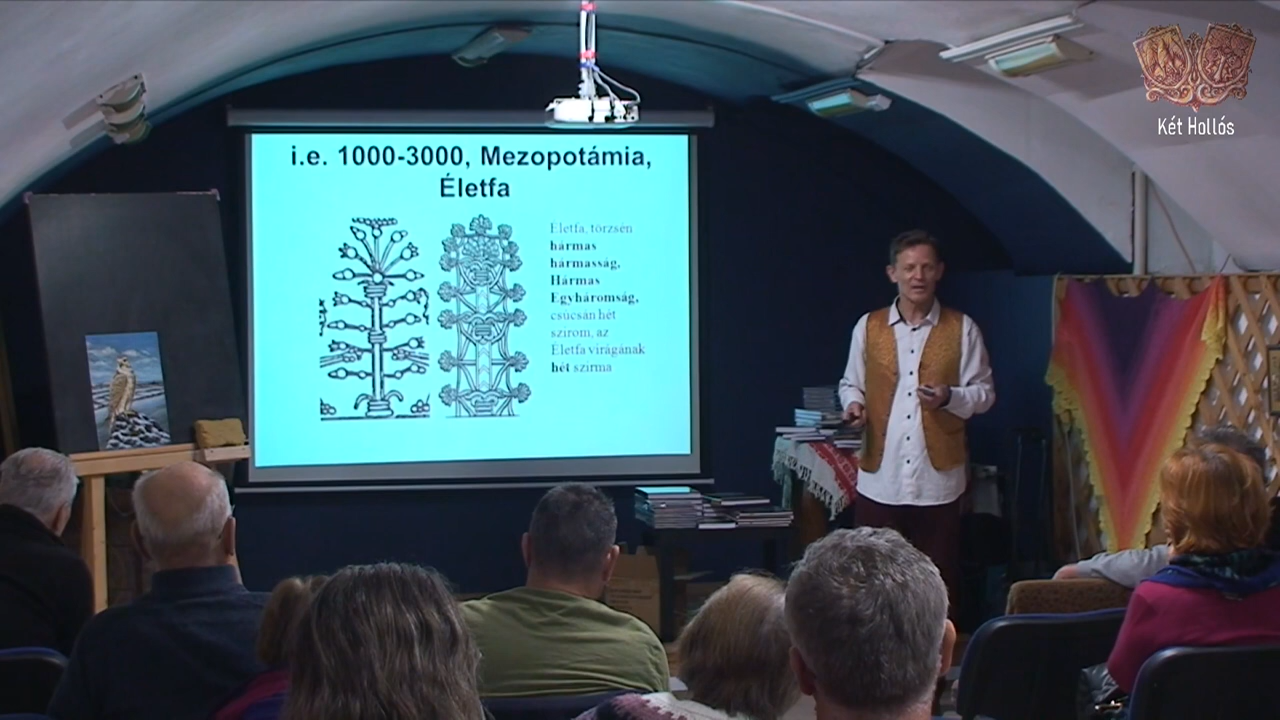 i.e. 1000-3000, Mezopotámia,
Életfa
Életfa, törzsén
hármas
hármasság,
Hármas
Egyháromság,
csúcsán hét
szirom, az
Életfa virágának
hét szirma
Két Hollós